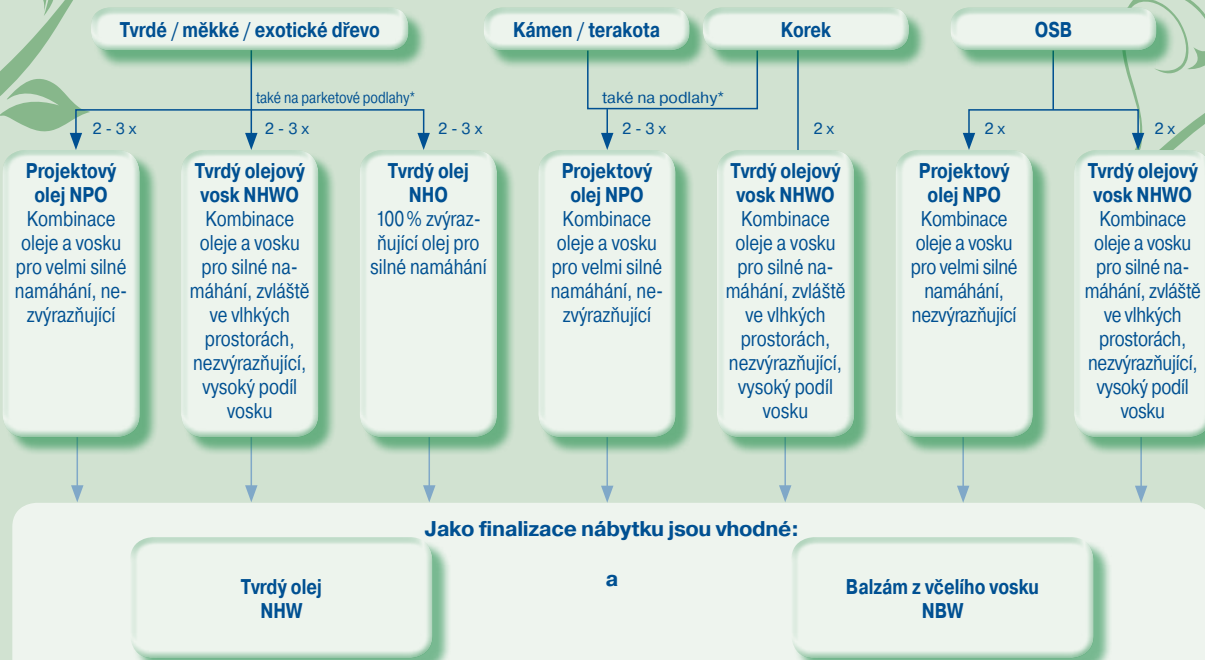 Tvrdé / měkké / exotické dřevo
Kámen / terakota
Korek
OSB
také na parketové podlahy*
také na podlahy*
2 - 3 x
2 - 3 x
2 - 3 x
2 - 3 x
2 x
2 x
2 x
Projektový
olej NPO
Kombinace
oleje a vosku
pro velmi silné
namáhání, ne-
zvýrazňující
Tvrdý olejový
vosk NHWO
Kombinace
oleje a vosku
pro silné na-
máhání, zvláště
ve vlhkých
prostorách,
nezvýrazňující,
vysoký podíl
vosku
Tvrdý olej
NHO
100 % zvýraz-
ňující olej pro
silné namáhání
Projektový
olej NPO
Kombinace
oleje a vosku
pro velmi silné
namáhání, ne-
zvýrazňující
Tvrdý olejový
vosk NHWO
Kombinace
oleje a vosku
pro silné na-
máhání, zvláště
ve vlhkých
prostorách,
nezvýrazňující,
vysoký podíl
vosku
Projektový
olej NPO
Kombinace
oleje a vosku
pro velmi silné
namáhání,
nezvýrazňující
Tvrdý olejový
vosk NHWO
Kombinace
oleje a vosku
pro silné na-
máhání, zvláště
ve vlhkých
prostorách,
nezvýrazňující,
vysoký podíl
vosku
Jako finalizace nábytku jsou vhodné:
Tvrdý olej
NHW
a
Balzám z včelího vosku
NBW